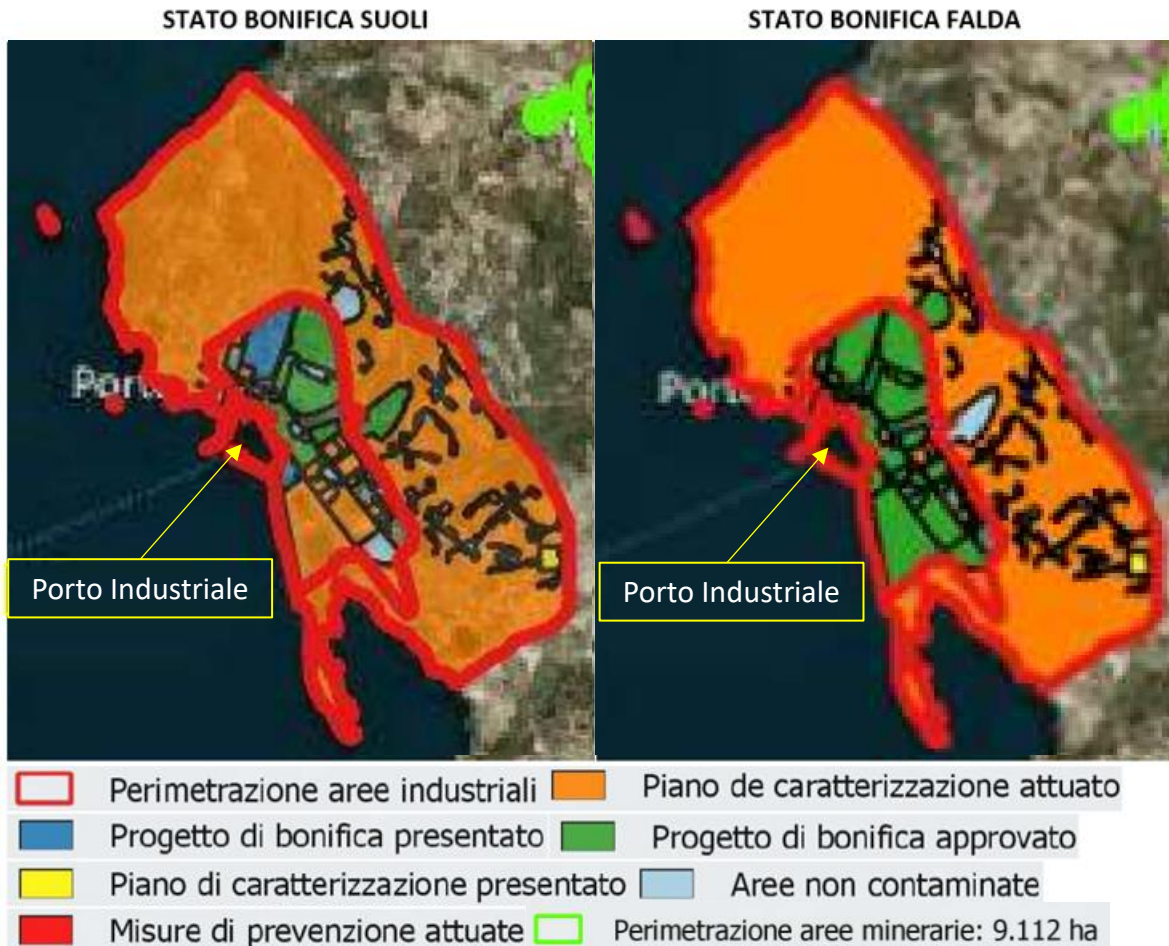 STATO BONIFICA SUOLI
STATO BONIFICA FALDA
Porto Industriale
Porto Industriale
Perimetrazione aree industriali
Piano de caratterizzazione attuato
Progetto di bonifica presentato
Progetto di bonifica approvato
Piano di caratterizzazione presentato
Aree non contaminate
Misure di prevenzione attuate
Perimetrazione aree minerarie: 9.112 ha